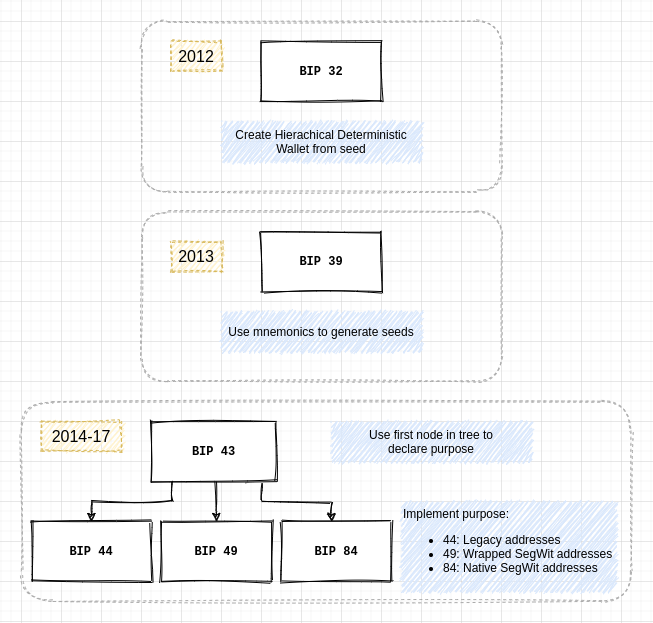 2012
BIP 32
Create Hierachical Deterministic
Wallet from seed
2013
BIP 39
Use mnemonics to generate seeds
2014-17
BIP 43
Use first node in tree to
declare purpose
BIP 44
BIP 49
BIP 84
Implement purpose:
• 44: Legacy addresses
• 49: Wrapped SegWit addresses
• 84: Native SegWit addresses